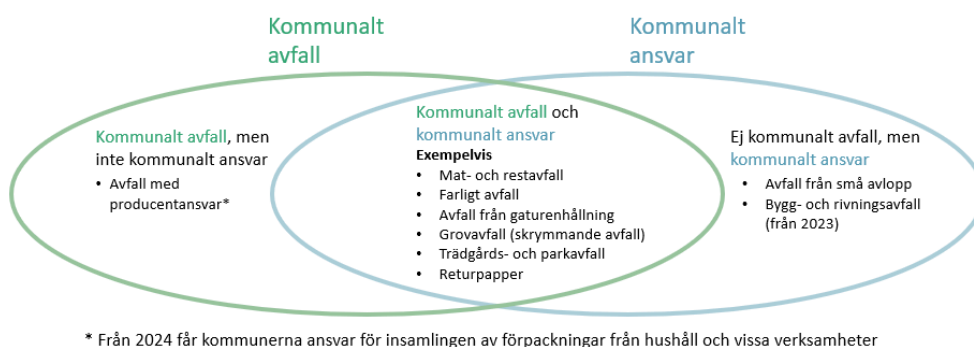 Kommunalt
avfall
Kommunalt
ansvar
Kommunalt avfall, men
inte kommunalt ansvar
• Avfall med
producentansvar*
Kommunalt avfall och
kommunalt ansvar
Exempelvis
• Mat- och restavfall
• Farligt avfall
• Avfall från gaturenhållning
• Grovavfall (skrymmande avfall)
• Trädgårds- och parkavfall
• Returpapper
Ej kommunalt avfall, men
kommunalt ansvar
• Avfall från små avlopp
• Bygg- och rivningsavfall
(från 2023)
* Från 2024 får kommunerna ansvar för insamlingen av förpackningar från hushåll och vissa verksamheter